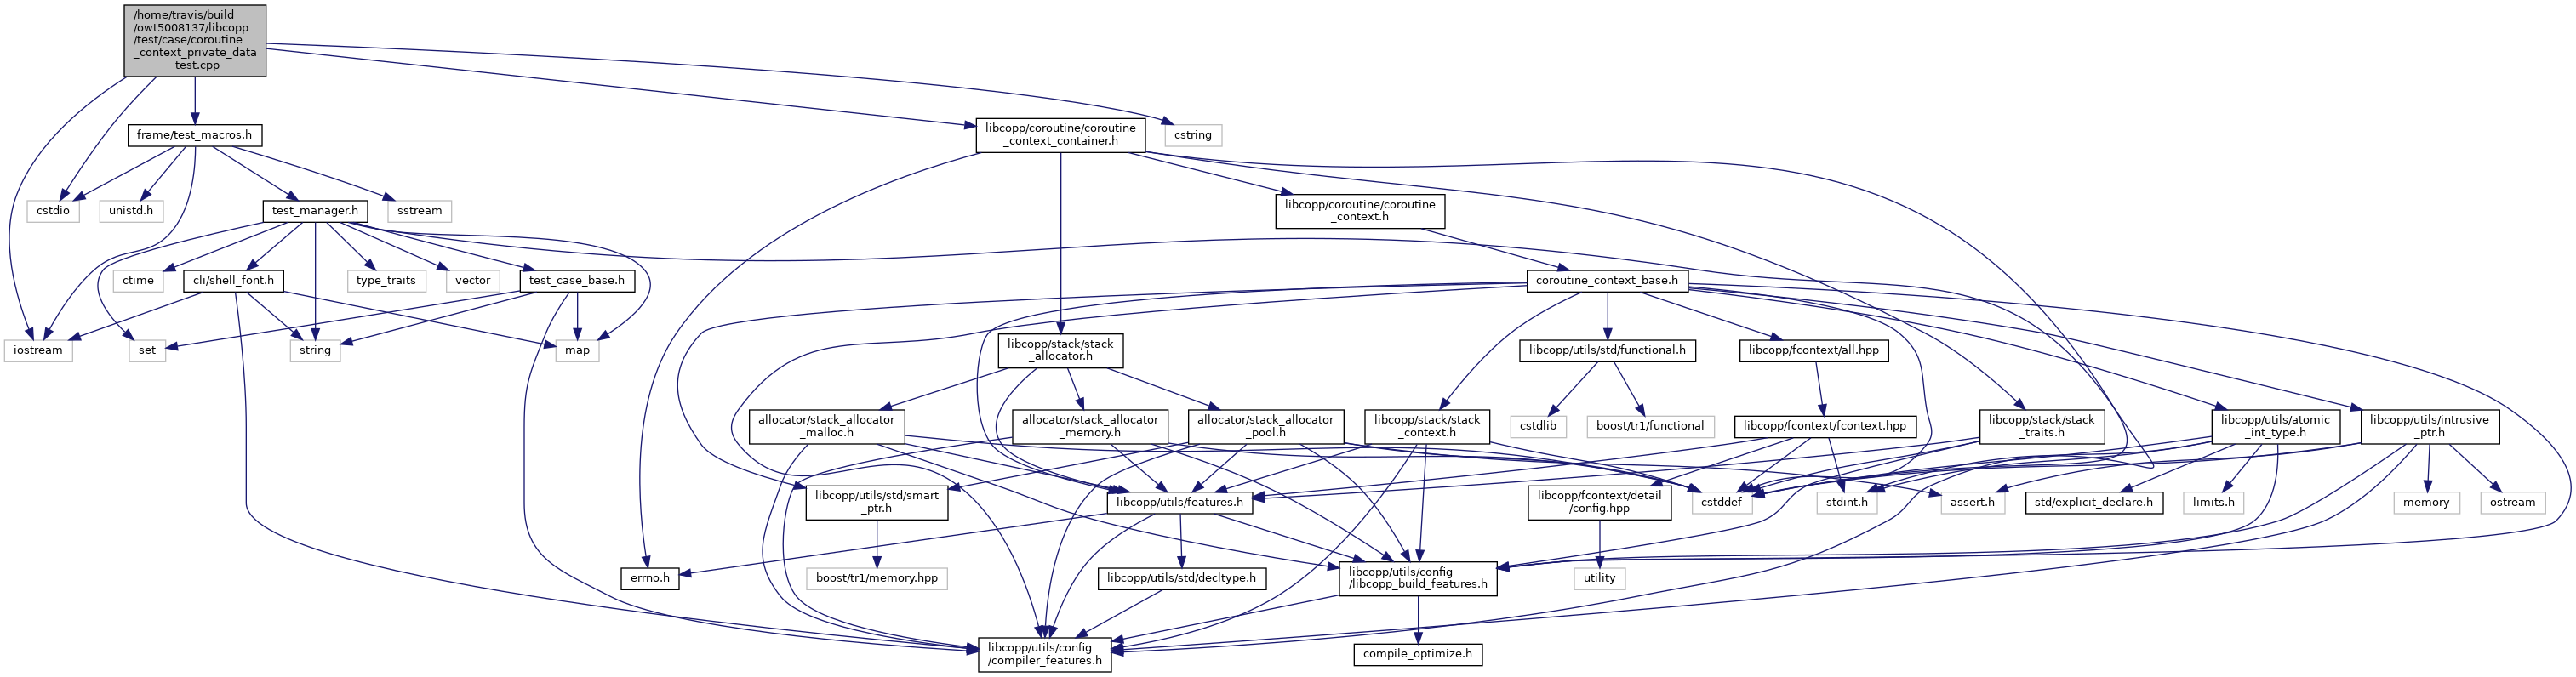 /home/travis/build
/owt5008137/libcopp
/test/case/coroutine
_context_private_data
_test.cpp
frame/test_macros.h
libcopp/coroutine/coroutine
_context_container.h
cstring
cstdio
unistd.h
test_manager.h
sstream
libcopp/coroutine/coroutine
_context.h
ctime
cli/shell_font.h
type_traits
vector
test_case_base.h
coroutine_context_base.h
iostream
set
string
map
libcopp/stack/stack
_allocator.h
libcopp/utils/std/functional.h
libcopp/fcontext/all.hpp
allocator/stack_allocator
_malloc.h
allocator/stack_allocator
_memory.h
allocator/stack_allocator
_pool.h
libcopp/stack/stack
_context.h
cstdlib
boost/tr1/functional
libcopp/fcontext/fcontext.hpp
libcopp/stack/stack
_traits.h
libcopp/utils/atomic
_int_type.h
libcopp/utils/intrusive
_ptr.h
libcopp/utils/std/smart
_ptr.h
libcopp/utils/features.h
libcopp/fcontext/detail
/config.hpp
cstddef
stdint.h
assert.h
std/explicit_declare.h
limits.h
memory
ostream
errno.h
boost/tr1/memory.hpp
libcopp/utils/std/decltype.h
libcopp/utils/config
/libcopp_build_features.h
utility
libcopp/utils/config
/compiler_features.h
compile_optimize.h